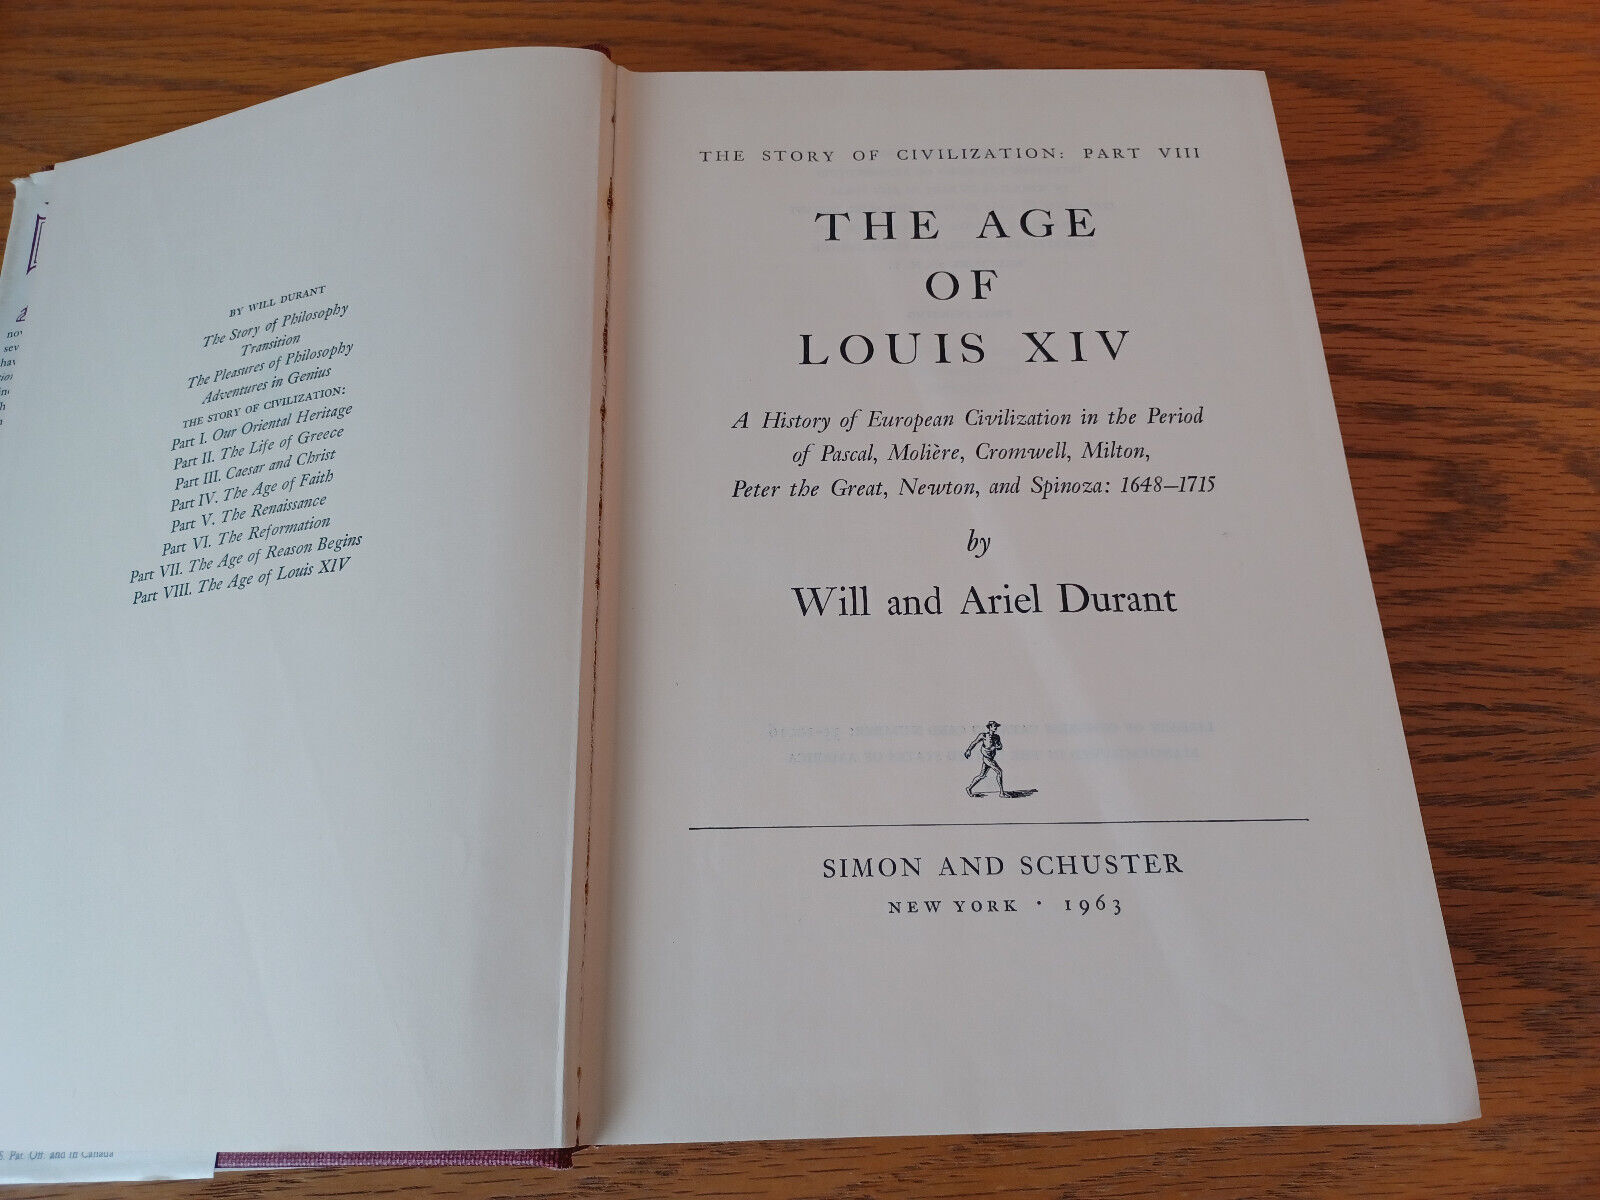 BY WILL DURANT
The Story of Philosophy
Transition
The Pleasures of Philosophy
Adventures in Genius
THE STORY OF CIVILIZATION:
Part I. Our Oriental Heritage
Part II. The Life of Greece
Part III. Caesar and Christ
Part IV. The Age of Faith
Part V. The Renaissance
Part VI. The Reformation
Part VII. The Age of Reason Begins
Part VIII. The Age of Louis XIV
S. Pat. Off. and in Canada
THE STORY OF CIVILIZATION: PART VIII
THE AGE
OF
LOUIS XIV
A History of European Civilization in the Period
of Pascal, Molière, Cromwell, Milton,
Peter the Great, Newton, and Spinoza: 1648–1715
by
Will and Ariel Durant
SIMON AND SCHUSTER
NEW YORK · 1963